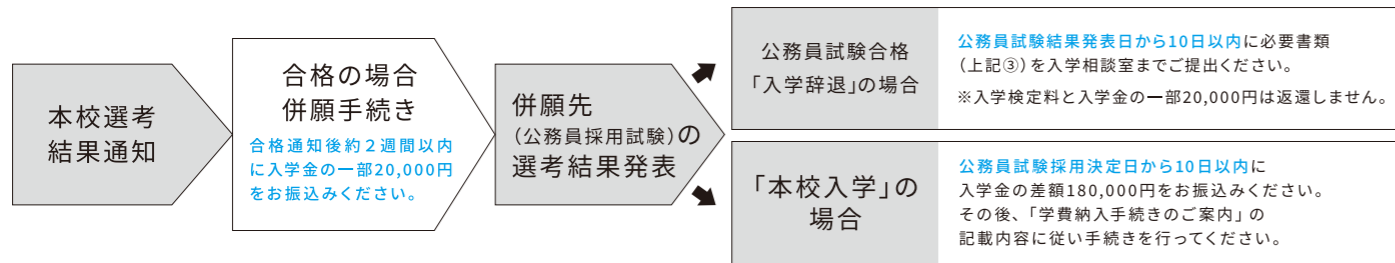 本校選考
結果通知
合格の場合
併願手続き
合格通知後約2週間以内
に入学金の一部20,000円
をお振込みください。
併願先
(公務員採用試験)の
選考結果発表
公務員試験合格
「入学辞退」の場合
公務員試験結果発表日から10日以内に必要書類
(上記③)を入学相談室までご提出ください。
※入学検定料と入学金の一部20,000円は返還しません。
「本校入学」の
場合
公務員試験採用決定日から10日以内に
入学金の差額180,000円をお振込みください。
その後、「学費納入手続きのご案内」の
記載内容に従い手続きを行ってください。